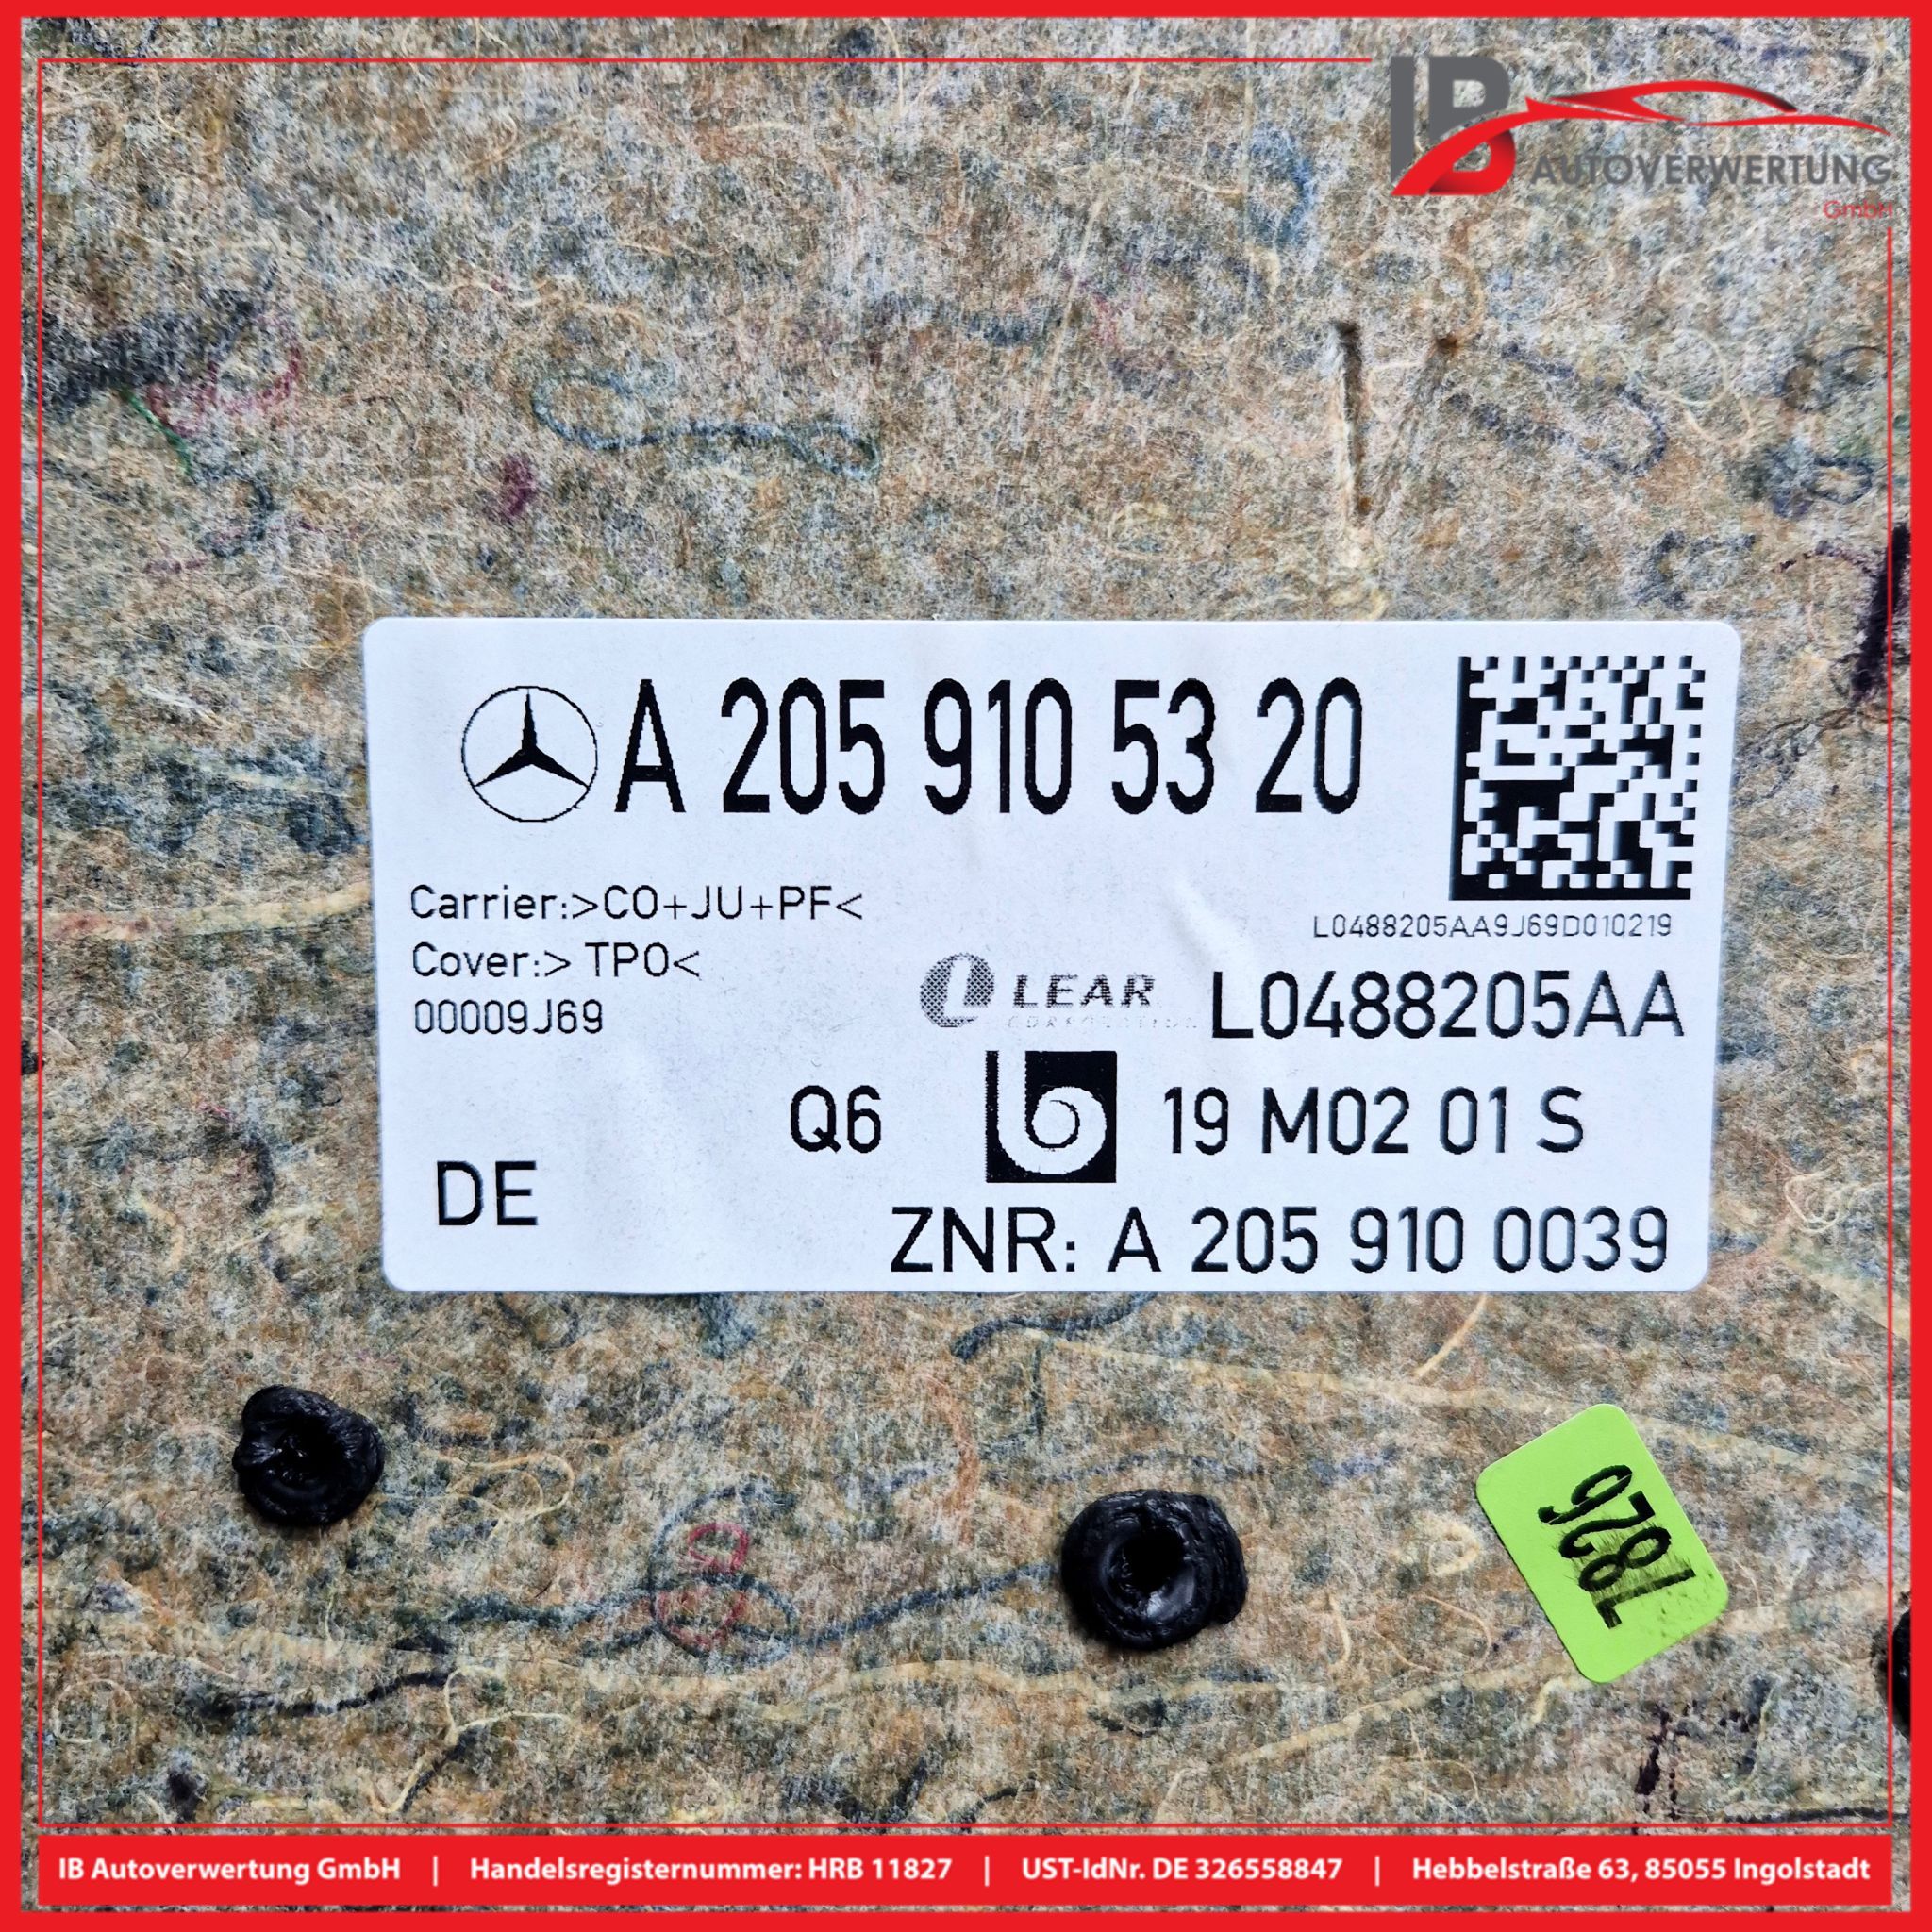 IB
AUTOVERWERTUNG
GmbH
A 205 910 53 20
Carrier:>CO+JU+PF<
Cover:> TPO<
00009J69
L0488205AA9J69D010219
LEAR
CORPORATION
L0488205AA
Q6
19 M02 01 S
DE
ZNR: A 205 910 0039
7826
IB Autoverwertung GmbH | Handelsregisternummer: HRB 11827 | UST-IdNr. DE 326558847 | Hebbelstraße 63, 85055 Ingolstadt